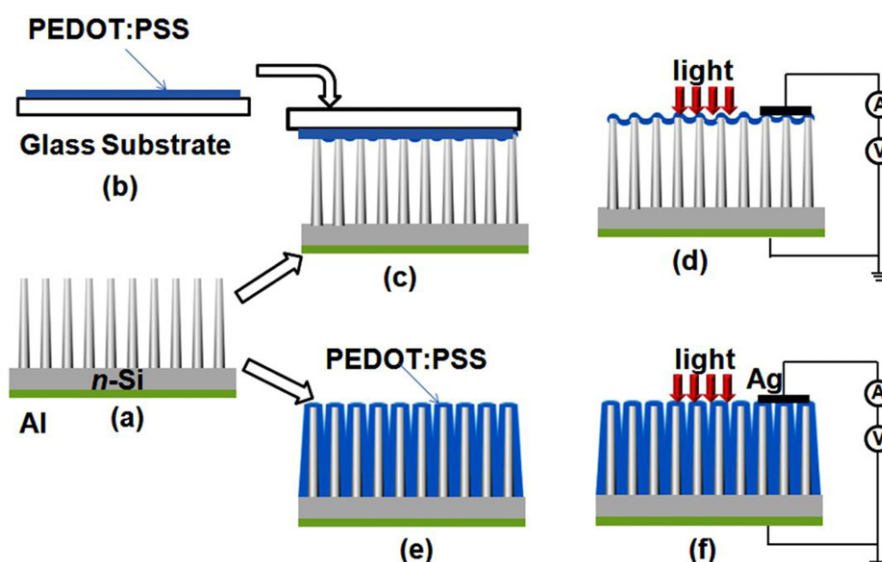 PEDOT:PSS
Glass Substrate
(b)
(c)
light
A
V
(d)
n-Si
Al
(a)
PEDOT:PSS
(e)
light
Ag
A
V
(f)